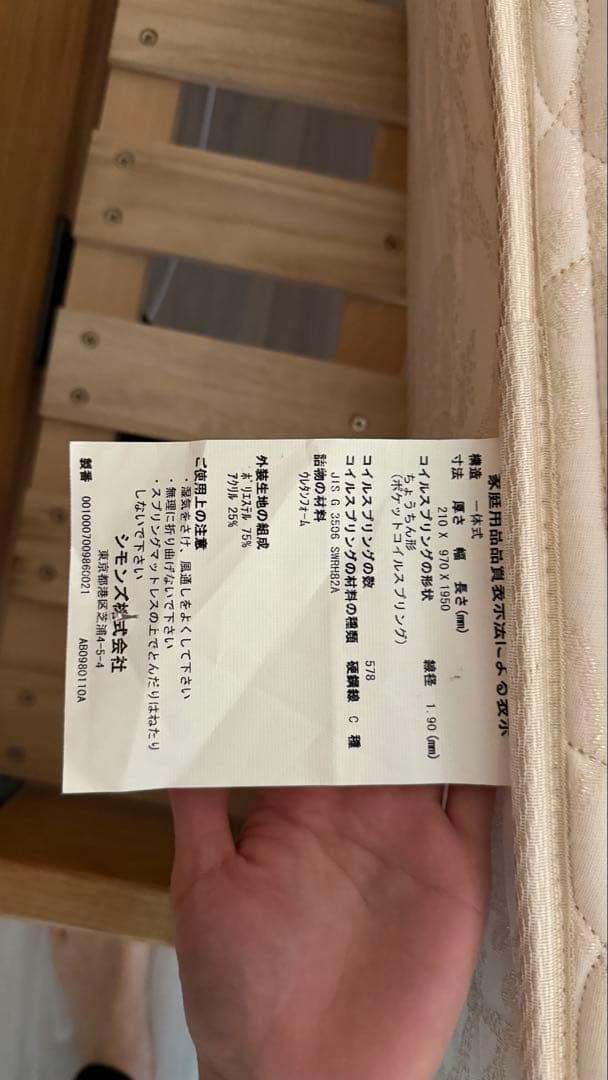 家庭用品品質表示法による表示
構造 一体式
寸法 厚さ 幅 長さ(mm)
210 X 970 X 1950
コイルスプリングの形状 線径 1.90(mm)
ちょうちん形
(ポケットコイルスプリング)
コイルスプリングの数 578
コイルスプリングの材料の種類 硬鋼線 C 種
JIS G 3506 SWRH82A
詰物の材料
ウレタンフォーム
外装生地の組成
ポリエステル 75%
アクリル 25%
ご使用上の注意
・湿気をさけ、風通しをよくして下さい
・無理に折り曲げないで下さい
・スプリングマットレスの上でとんだりはねたり
しないで下さい
シモンズ株式会社
東京都港区芝浦4-5-4
製番 0010007009860021 AB0980110A